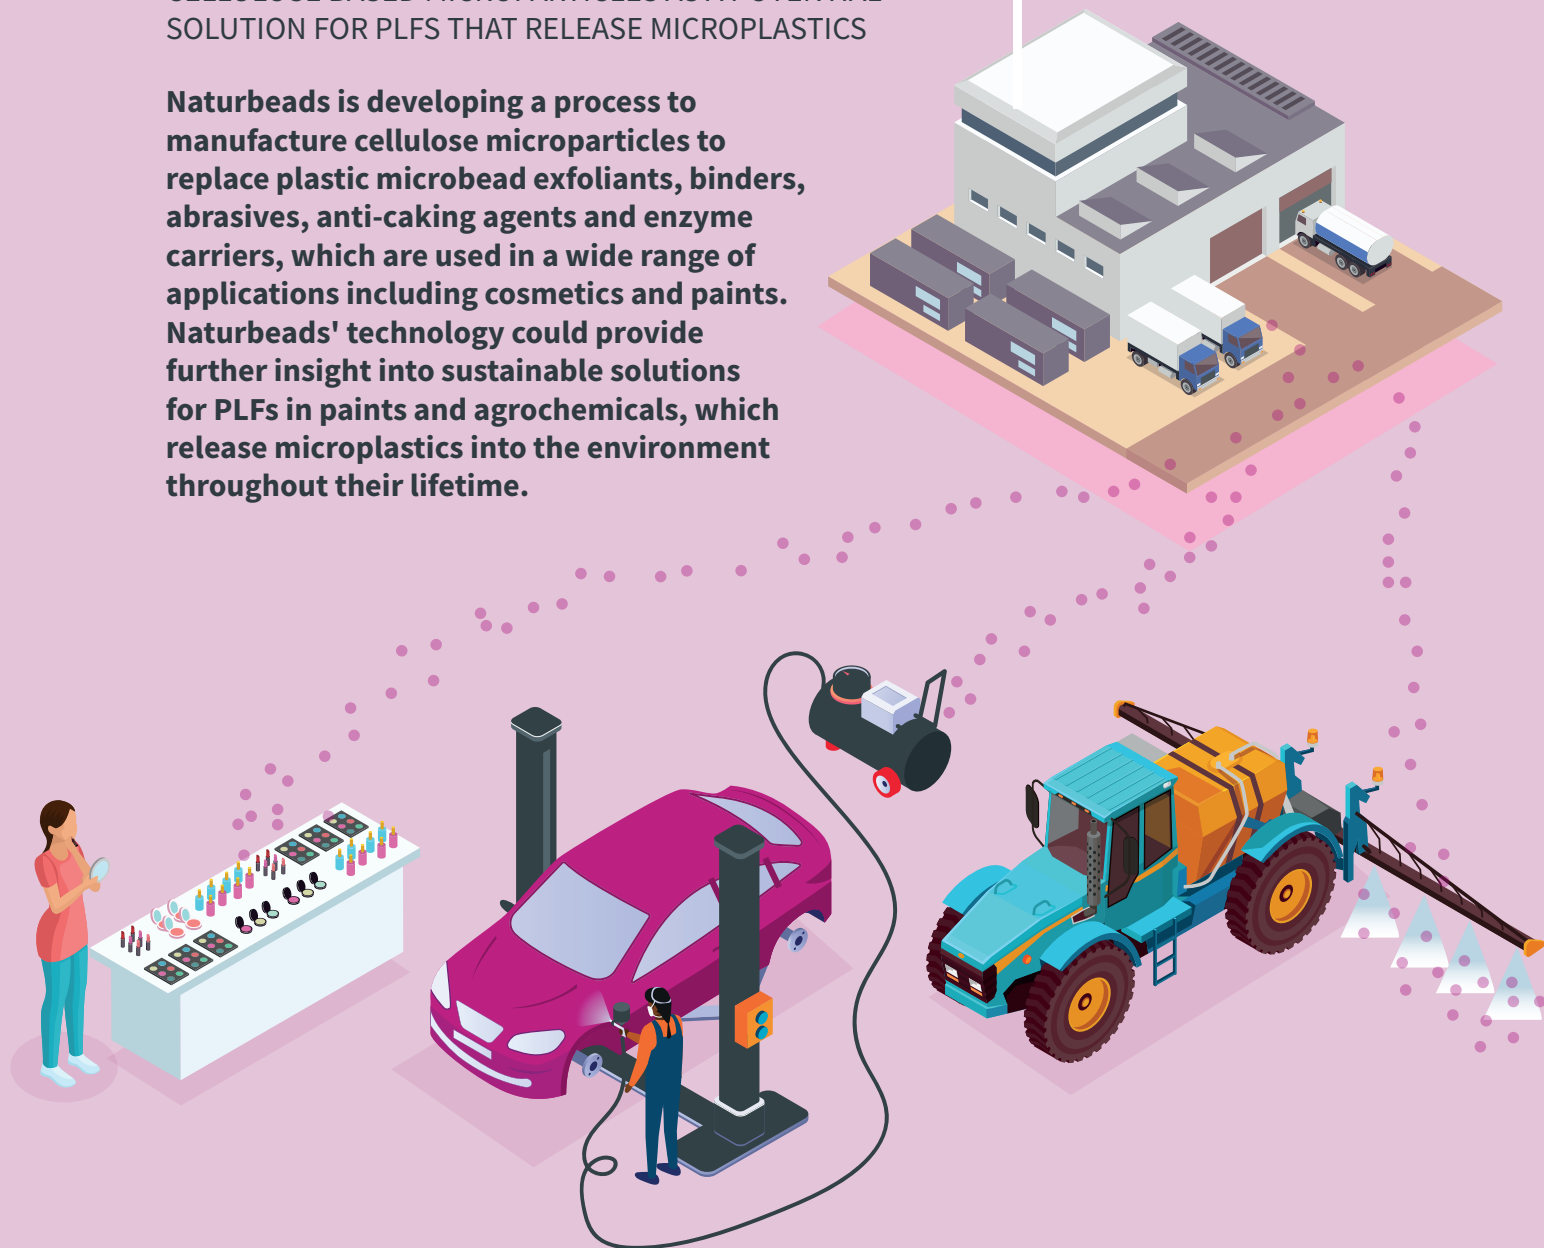 SOLUTION FOR PLFS THAT RELEASE MICROPLASTICS
Naturbeads is developing a process to
manufacture cellulose microparticles to
replace plastic microbead exfoliants, binders,
abrasives, anti-caking agents and enzyme
carriers, which are used in a wide range of
applications including cosmetics and paints.
Naturbeads' technology could provide
further insight into sustainable solutions
for PLFs in paints and agrochemicals, which
release microplastics into the environment
throughout their lifetime.